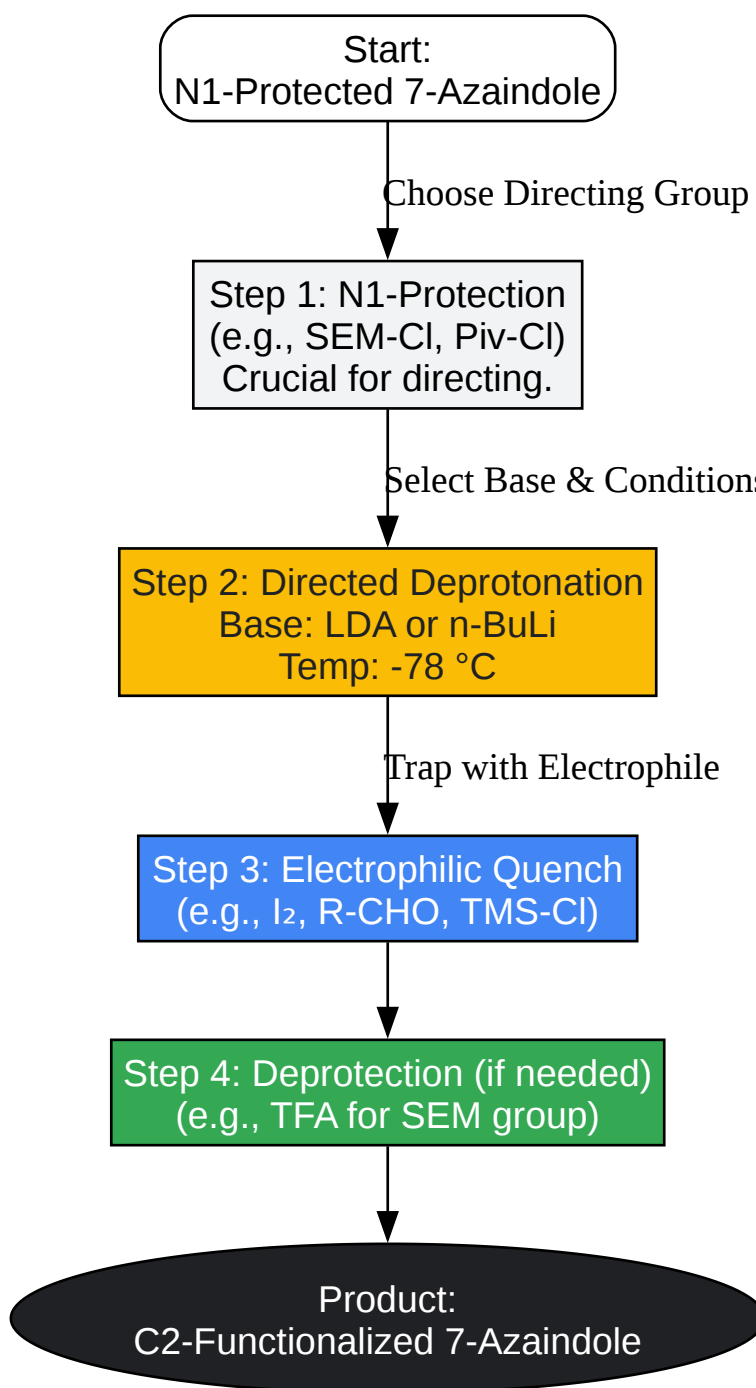 Start:
N1-Protected 7-Azaindole
Choose Directing Group
Step 1: N1-Protection
(e.g., SEM-Cl, Piv-Cl)
Crucial for directing.
Select Base & Conditions
Step 2: Directed Deprotonation
Base: LDA or n-BuLi
Temp: -78 °C
Trap with Electrophile
Step 3: Electrophilic Quench
(e.g., I₂, R-CHO, TMS-Cl)
Step 4: Deprotection (if needed)
(e.g., TFA for SEM group)
Product:
C2-Functionalized 7-Azaindole